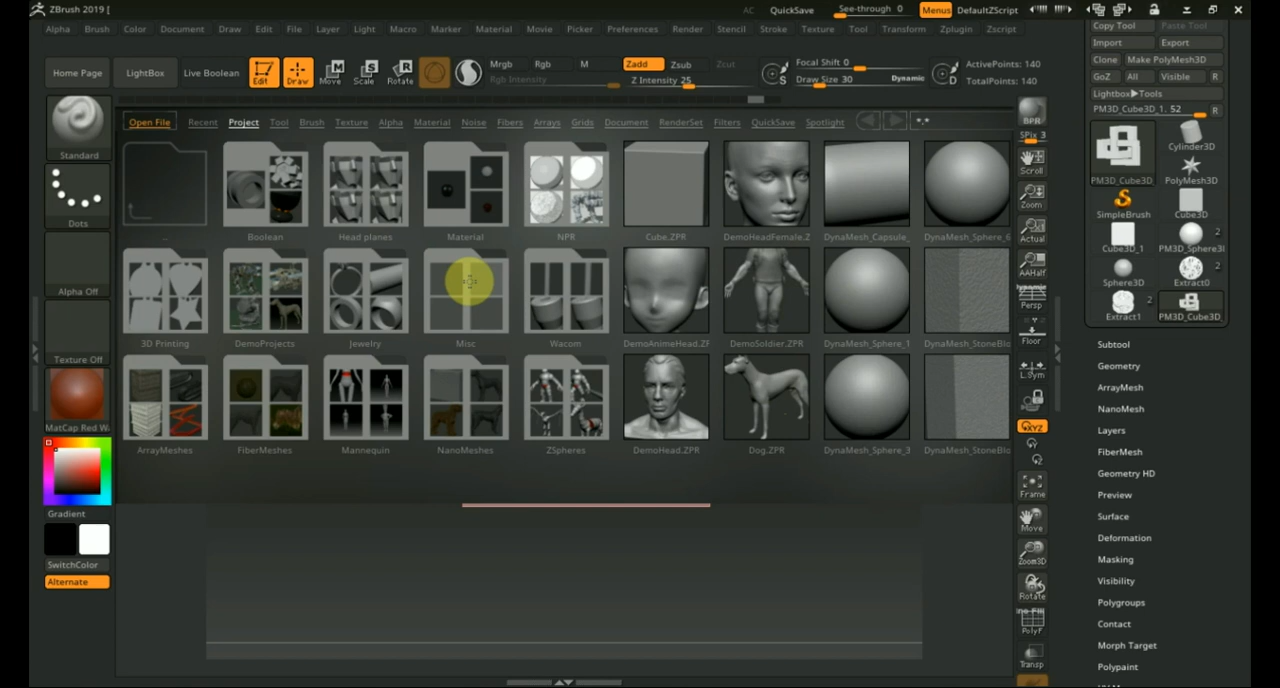 ZBrush 2019 [
AC QuickSave See-through 0 Menus DefaultZScript
Alpha Brush Color Document Draw Edit File Layer Light Macro Marker Material Movie Picker Preferences Render Stencil Stroke Texture Tool Transform Zplugin Zscript
Copy Tool Paste Tool
Import Export
Clone Make PolyMesh3D
GoZ All Visible R
Lightbox▶Tools
PM3D_Cube3D_1. 52 R
Home Page LightBox Live Boolean Edit Draw Move Scale Rotate
Mrgb Rgb M Zadd Zsub Zcut
Rgb Intensity Z Intensity 25
Focal Shift 0
Draw Size 30 Dynamic
S D
ActivePoints: 140
TotalPoints: 140
Open File Recent Project Tool Brush Texture Alpha Material Noise Fibers Arrays Grids Document RenderSet Filters QuickSave Spotlight
.. Boolean Head planes Material NPR Cube.ZPR DemoHeadFemale.Z DynaMesh_Capsule_ DynaMesh_Sphere_6
3D Printing DemoProjects Jewelry Misc Wacom DemoAnimeHead.ZF DemoSoldier.ZPR DynaMesh_Sphere_1 DynaMesh_StoneBlo
ArrayMeshes FiberMeshes Mannequin NanoMeshes ZSpheres DemoHead.ZPR Dog.ZPR DynaMesh_Sphere_3 DynaMesh_StoneBlo
Standard
Dots
Alpha Off
Texture Off
MatCap Red Wa
Gradient
SwitchColor
Alternate
BPR
SPix 3
Scroll
Zoom
Actual
AAHalf
Dynamic
Persp
Floor
L.Sym
XYZ
Frame
Move
Zoom3D
Rotate
Line Fill
PolyF
Transp
PM3D_Cube3D Cylinder3D
PolyMesh3D
SimpleBrush Cube3D
Cube3D_1 2 PM3D_Sphere3I
Sphere3D 2 Extract0
2 Extract1 PM3D_Cube3D_
Subtool
Geometry
ArrayMesh
NanoMesh
Layers
FiberMesh
Geometry HD
Preview
Surface
Deformation
Masking
Visibility
Polygroups
Contact
Morph Target
Polypaint